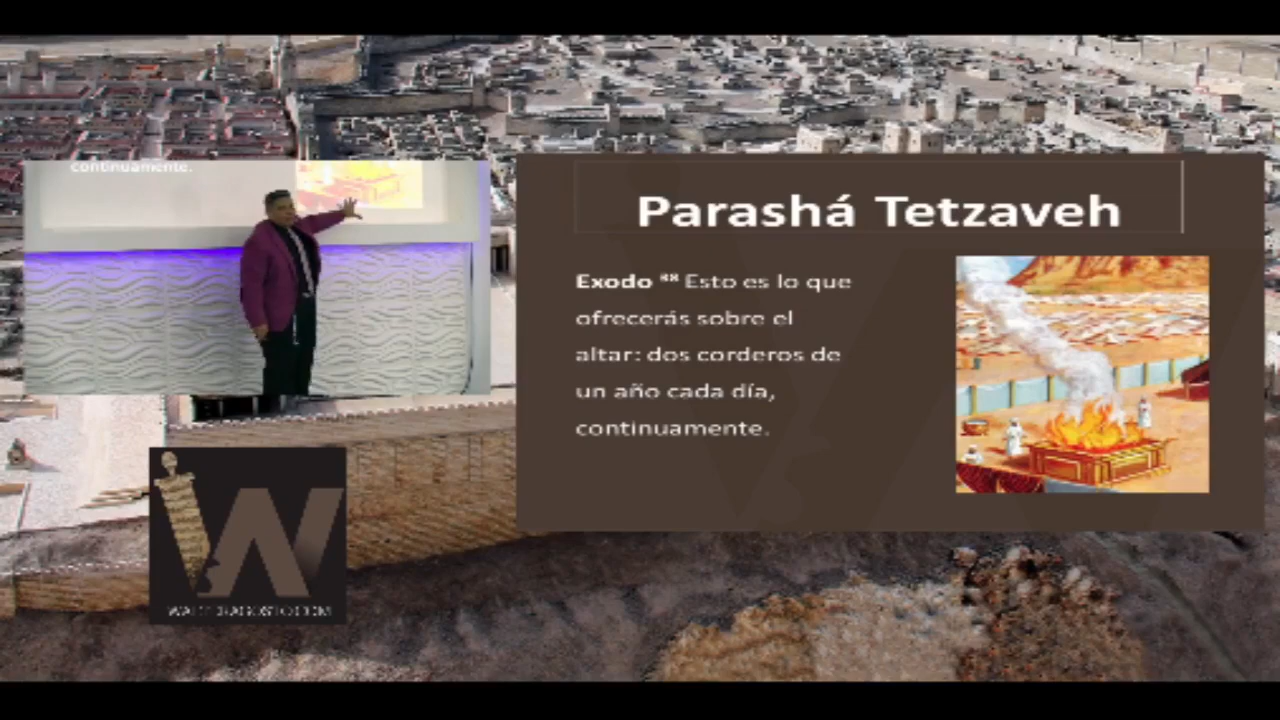 continuamente.
Parashá Tetzaveh
Exodo ³⁸ Esto es lo que
ofrecerás sobre el
altar: dos corderos de
un año cada día,
continuamente.
W